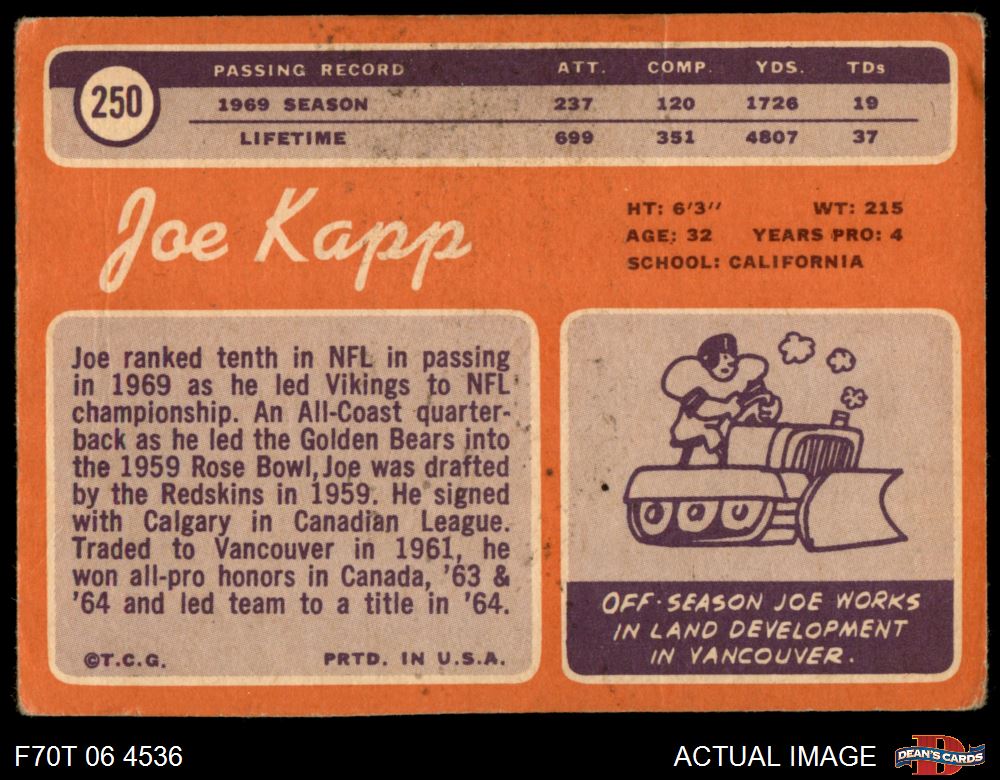 250
PASSING RECORD ATT. COMP. YDS. TDs
1969 SEASON 237 120 1726 19
LIFETIME 699 351 4807 37
Joe Kapp
HT: 6'3" WT: 215
AGE: 32 YEARS PRO: 4
SCHOOL: CALIFORNIA
Joe ranked tenth in NFL in passing
in 1969 as he led Vikings to NFL
championship. An All-Coast quarter-
back as he led the Golden Bears into
the 1959 Rose Bowl, Joe was drafted
by the Redskins in 1959. He signed
with Calgary in Canadian League.
Traded to Vancouver in 1961, he
won all-pro honors in Canada, '63 &
'64 and led team to a title in '64.
©T.C.G. PRTD. IN U.S.A.
OFF-SEASON JOE WORKS
IN LAND DEVELOPMENT
IN VANCOUVER.
F70T 06 4536
ACTUAL IMAGE
D
DEAN'S CARDS